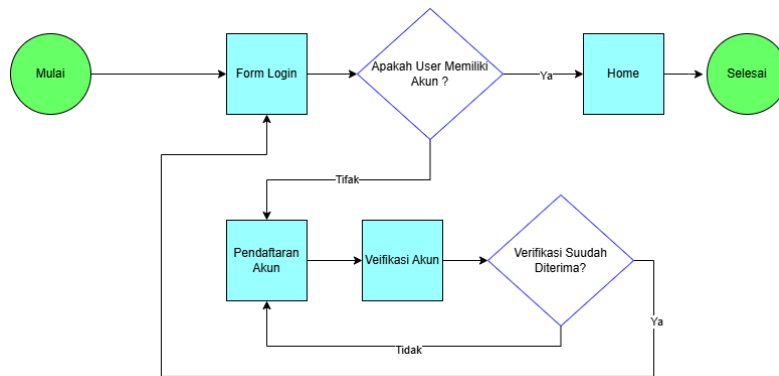 Mulai
Form Login
Apakah User Memiliki
Akun ?
Ya
Home
Selesai
Tifak
Pendaftaran
Akun
Veifikasi Akun
Verifikasi Suudah
Diterima?
Ya
Tidak